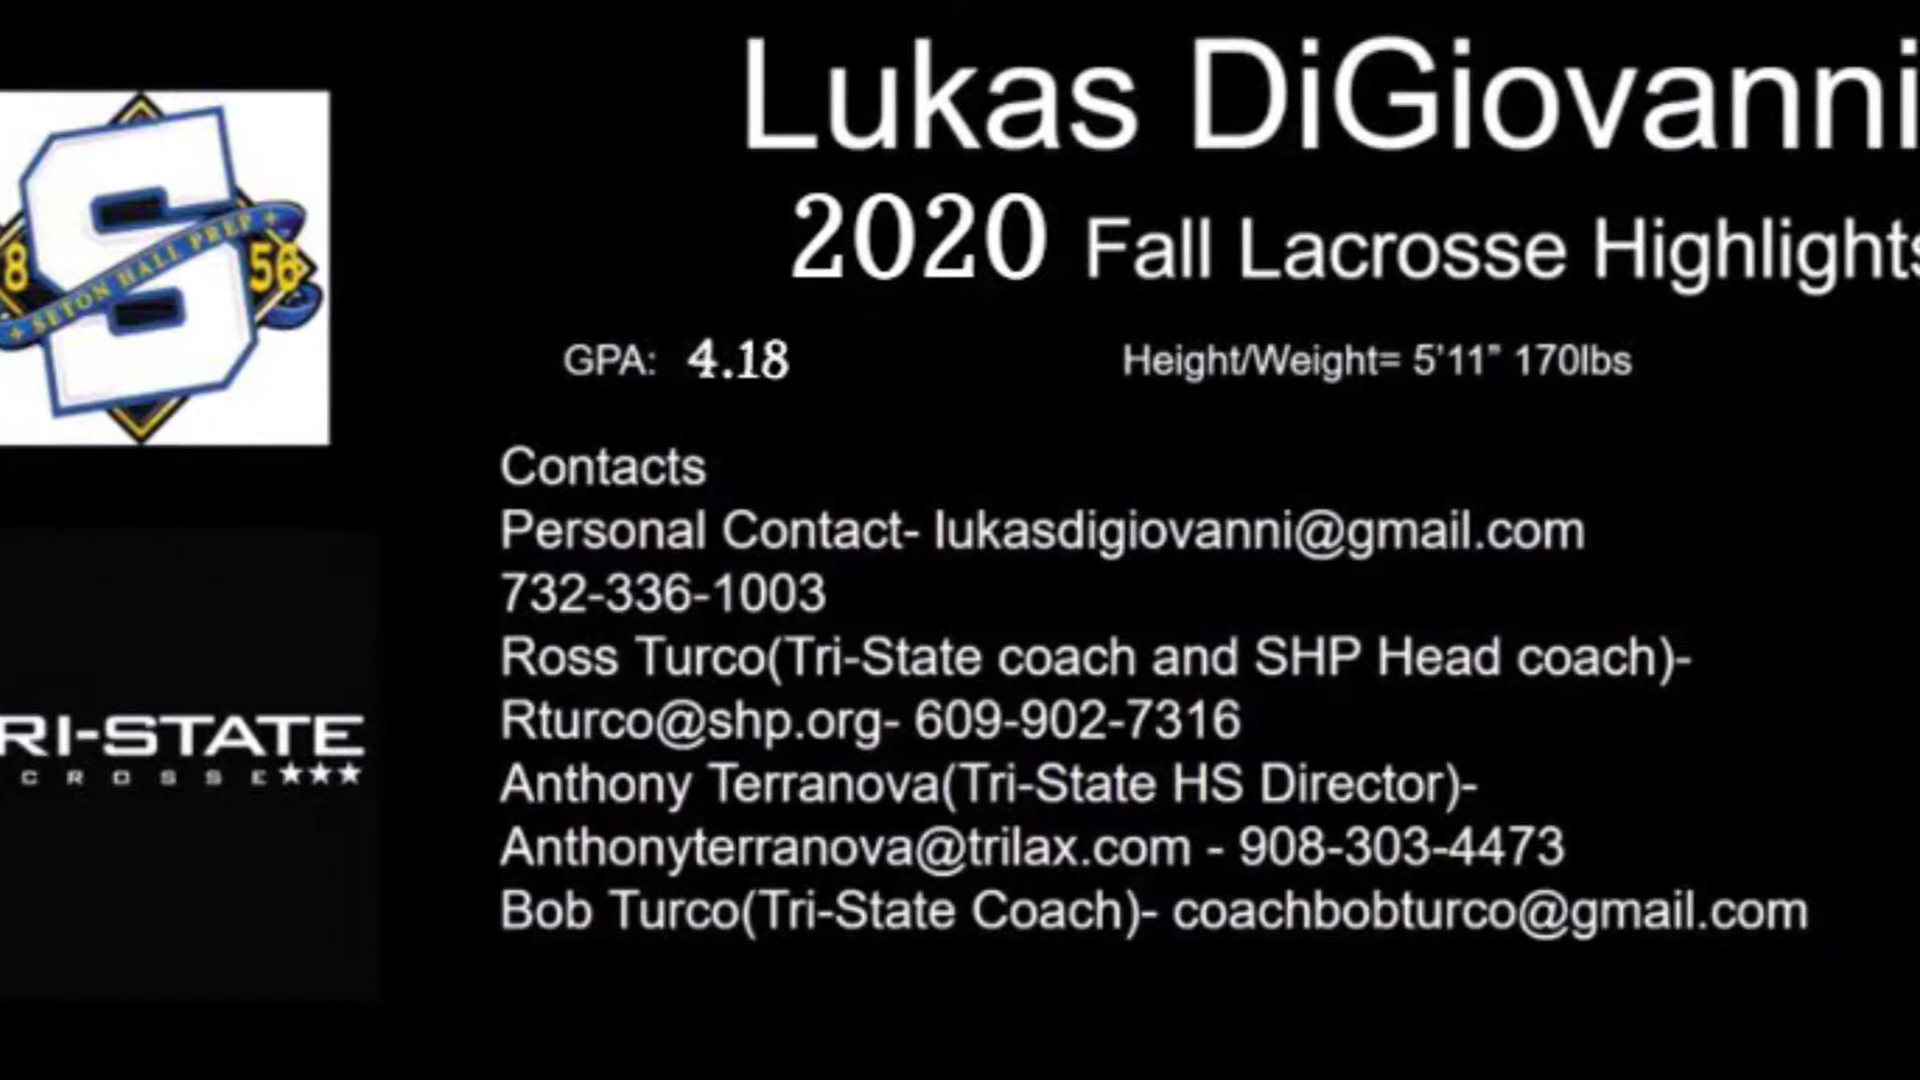 Lukas DiGiovanni
2020 Fall Lacrosse Highlights
GPA: 4.18
Height/Weight= 5'11” 170lbs
Contacts
Personal Contact- lukasdigiovanni@gmail.com
732-336-1003
Ross Turco(Tri-State coach and SHP Head coach)-
Rturco@shp.org- 609-902-7316
Anthony Terranova(Tri-State HS Director)-
Anthonyterranova@trilax.com - 908-303-4473
Bob Turco(Tri-State Coach)- coachbobturco@gmail.com
S
8 56
SETON HALL PREP
RI-STATE
CROSSE